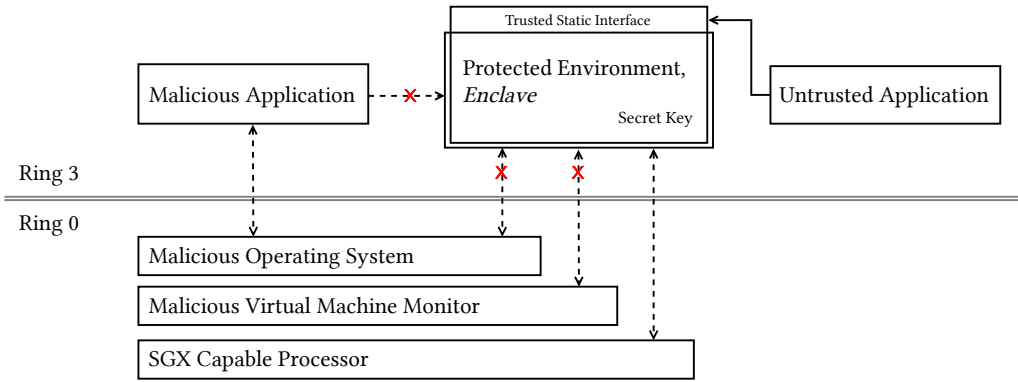 Trusted Static Interface
Protected Environment,
Enclave
Secret Key
Malicious Application
Untrusted Application
Ring 3
Ring 0
Malicious Operating System
Malicious Virtual Machine Monitor
SGX Capable Processor